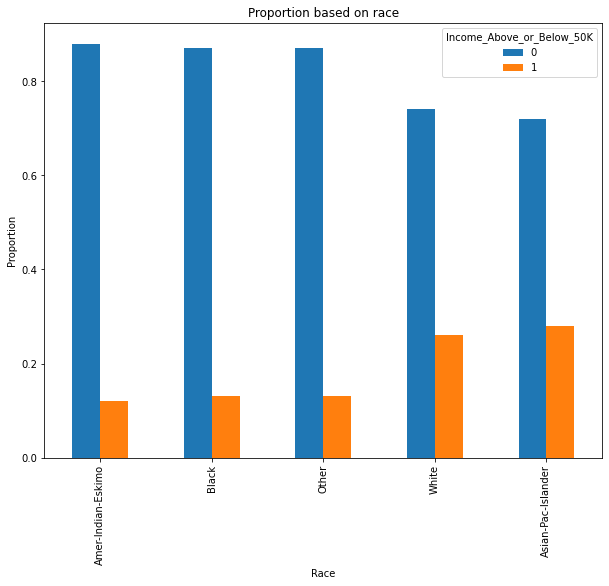 Proportion based on race
Income_Above_or_Below_50K
0
1
Proportion
0.8
0.6
0.4
0.2
0.0
Amer-Indian-Eskimo
Black
Other
White
Asian-Pac-Islander
Race